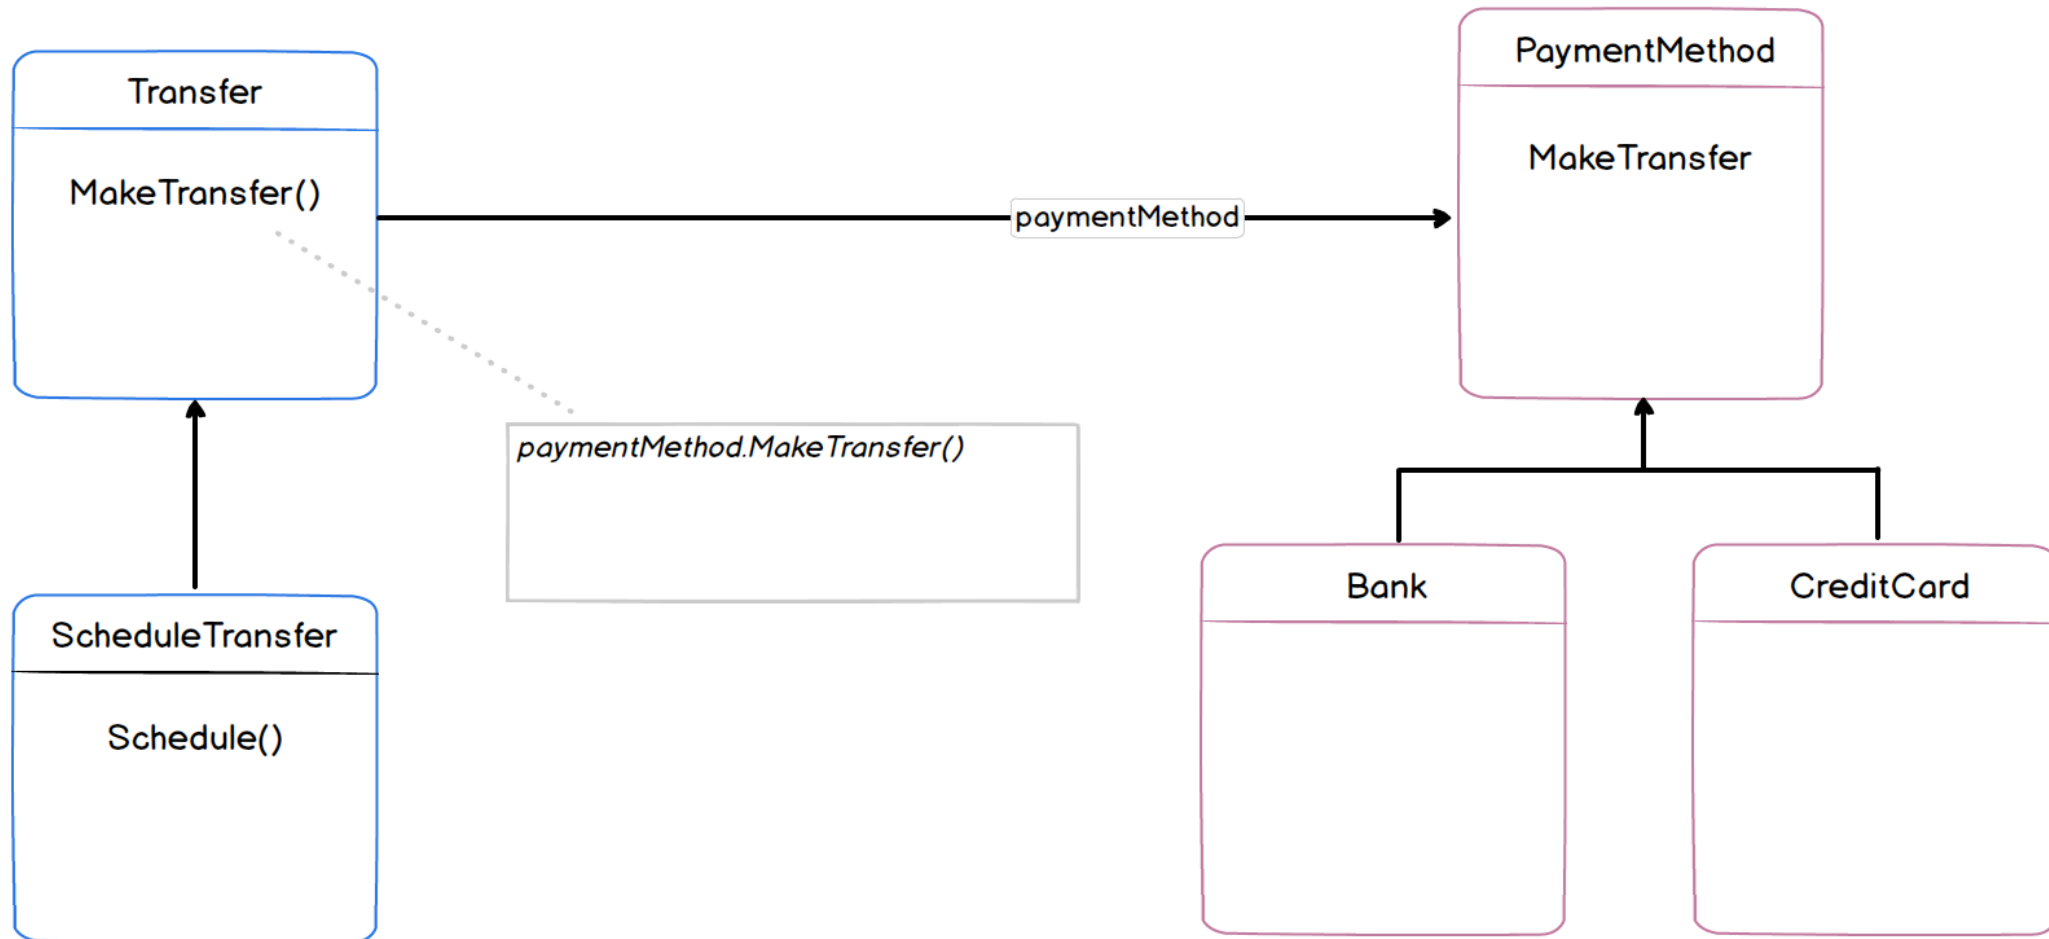 Transfer
MakeTransfer()
paymentMethod
PaymentMethod
MakeTransfer
paymentMethod.MakeTransfer()
ScheduleTransfer
Schedule()
Bank
CreditCard